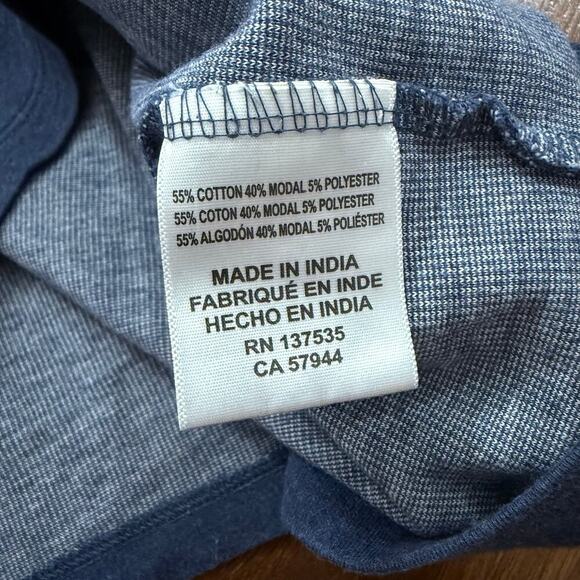 55% COTTON 40% MODAL 5% POLYESTER
55% COTON 40% MODAL 5% POLYESTER
55% ALGODÓN 40% MODAL 5% POLIÉSTER
MADE IN INDIA
FABRIQUÉ EN INDE
HECHO EN INDIA
RN 137535
CA 57944